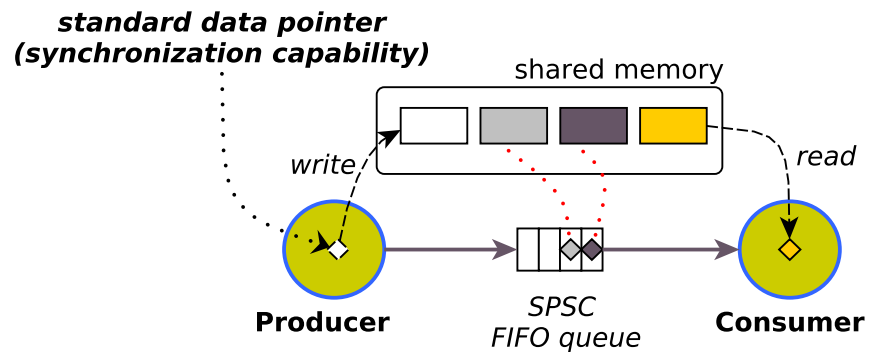 standard data pointer
(synchronization capability)
shared memory
write
read
Producer
SPSC
FIFO queue
Consumer